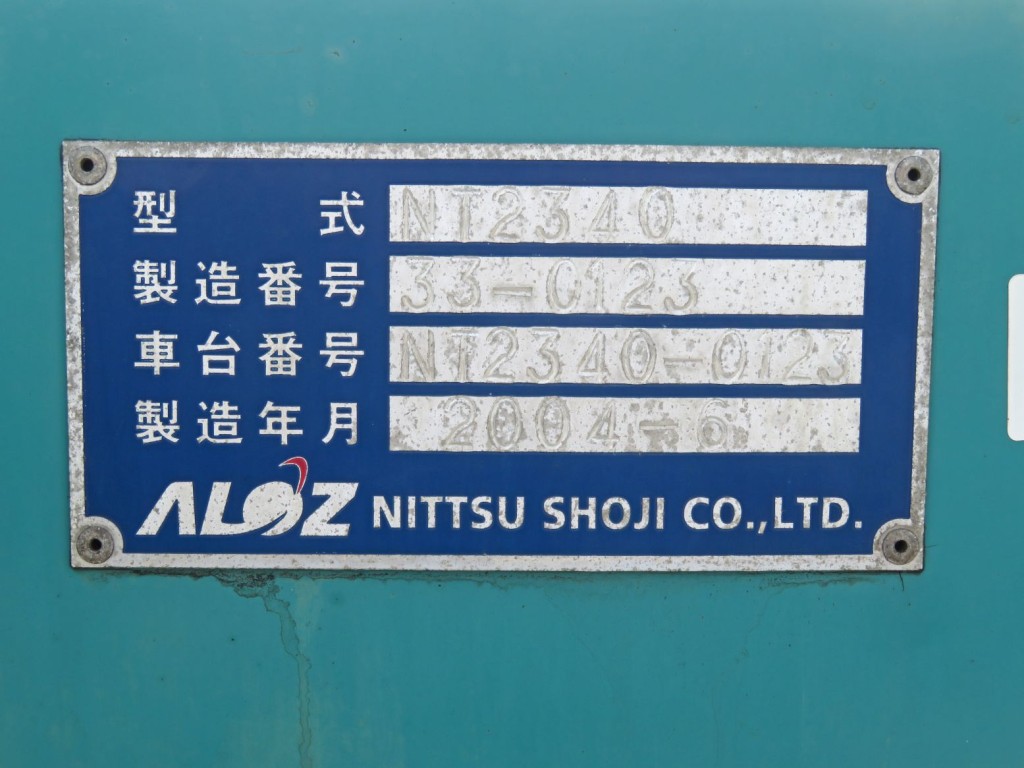 型式 NT2340
製造番号 33-0123
車台番号 NT2340-0123
製造年月 2004-6
ALOZ NITTSU SHOJI CO.,LTD.